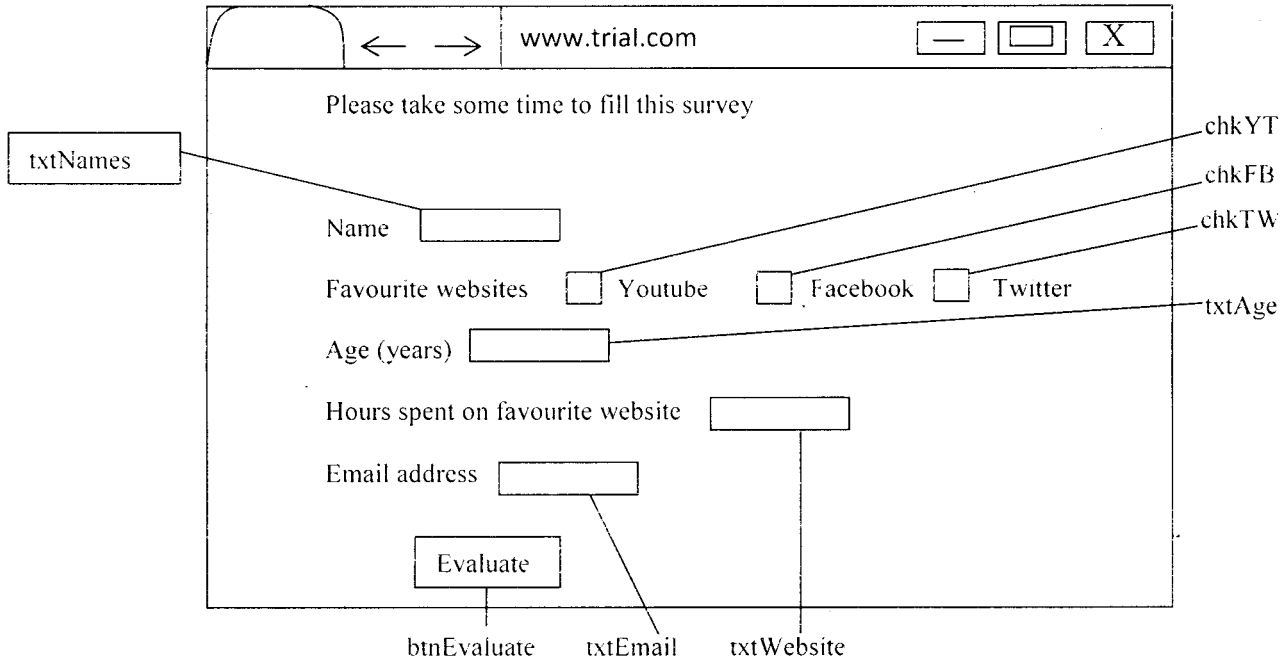 www.trial.com
X
Please take some time to fill this survey
chkYT
txtNames
chkFB
Name
chkTW
Favourite websites Youtube Facebook Twitter
txtAge
Age (years)
Hours spent on favourite website
Email address
Evaluate
btnEvaluate txtEmail txtWebsite